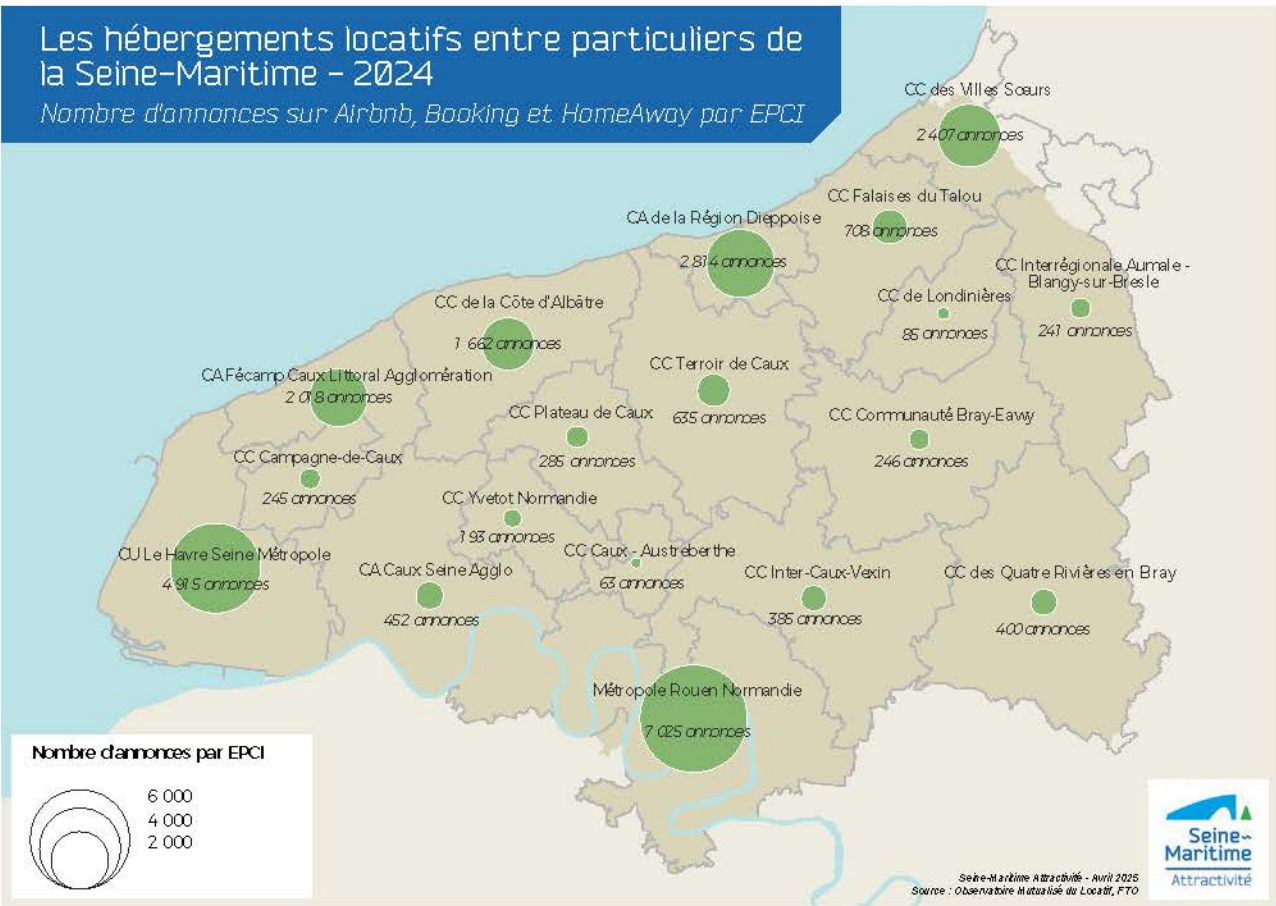 Les hébergements locatifs entre particuliers de
la Seine-Maritime - 2024
Nombre d'annonces sur Airbnb, Booking et HomeAway par EPCI
CC des Villes Sœurs
2 407 annonces
CC Falaises du Talou
708 annonces
CA de la Région Dieppoise
2 814 annonces
CC Interrégionale Aumale -
Blangy-sur-Bresle
241 annonces
CC de Londinières
85 annonces
CC de la Côte d'Albâtre
1 662 annonces
CC Terroir de Caux
635 annonces
CA Fécamp Caux Littoral Agglomération
2 018 annonces
CC Plateau de Caux
285 annonces
CC Communauté Bray-Eawy
246 annonces
CC Campagne-de-Caux
245 annonces
CC Yvetot Normandie
193 annonces
CU Le Havre Seine Métropole
4 915 annonces
CC Caux - Austreberthe
63 annonces
CA Caux Seine Agglo
452 annonces
CC Inter-Caux-Vexin
385 annonces
CC des Quatre Rivières en Bray
400 annonces
Métropole Rouen Normandie
7 025 annonces
Nombre d'annonces par EPCI
6 000
4 000
2 000
Seine-Maritime Attractivité - Avril 2025
Source : Observatoire Mutualisé du Locatif, FTO
Seine-
Maritime
Attractivité